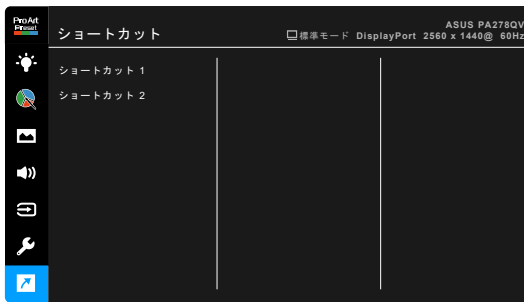 ProArt
Preset
ショートカット
ASUS PA278QV
標準モード DisplayPort 2560 x 1440@ 60Hz
ショートカット 1
ショートカット 2